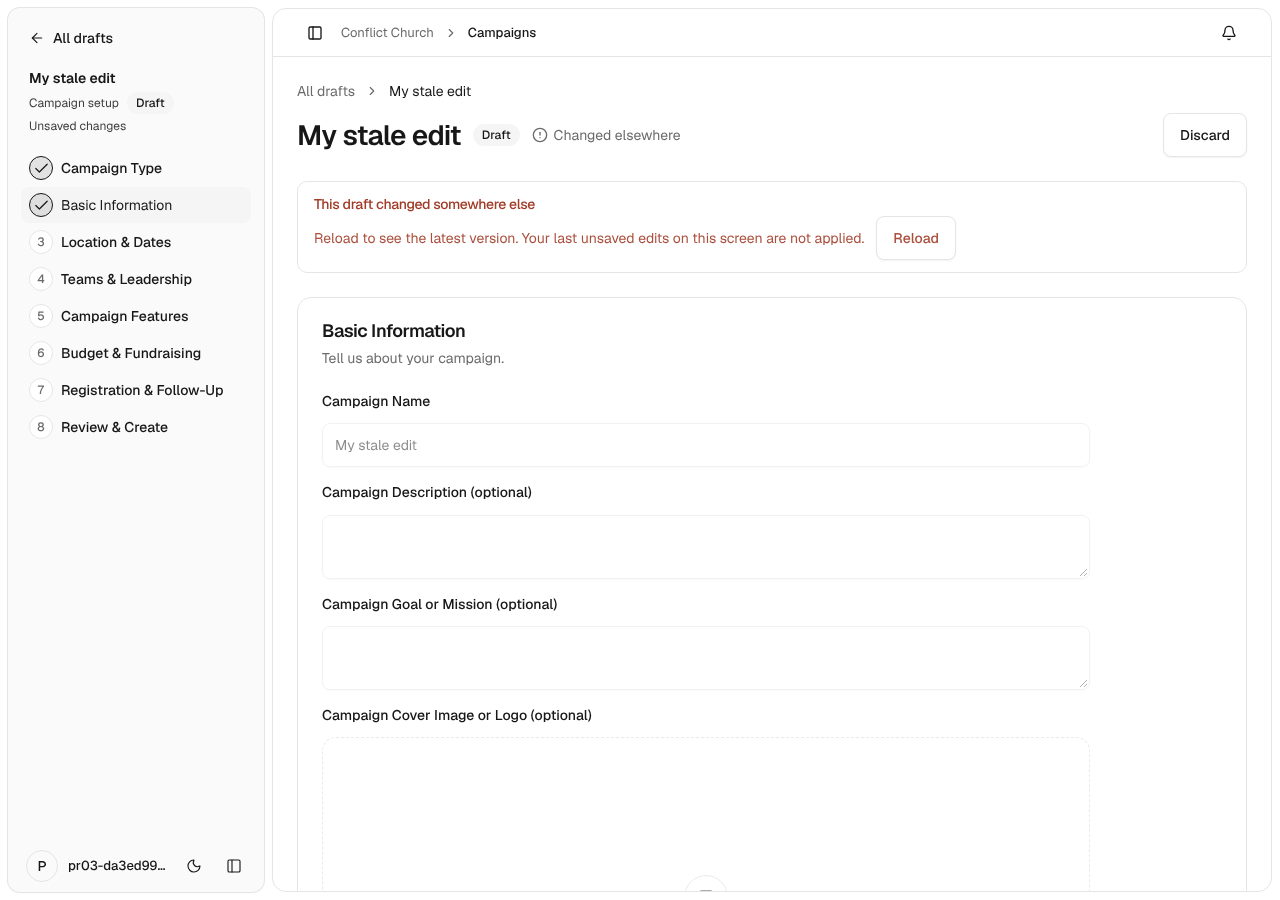 All drafts
My stale edit
Campaign setup Draft
Unsaved changes
Campaign Type
Basic Information
3 Location & Dates
4 Teams & Leadership
5 Campaign Features
6 Budget & Fundraising
7 Registration & Follow-Up
8 Review & Create
P pr03-da3ed99…
Conflict Church > Campaigns
All drafts > My stale edit
My stale edit Draft Changed elsewhere
Discard
This draft changed somewhere else
Reload to see the latest version. Your last unsaved edits on this screen are not applied. Reload
Basic Information
Tell us about your campaign.
Campaign Name
My stale edit
Campaign Description (optional)
Campaign Goal or Mission (optional)
Campaign Cover Image or Logo (optional)